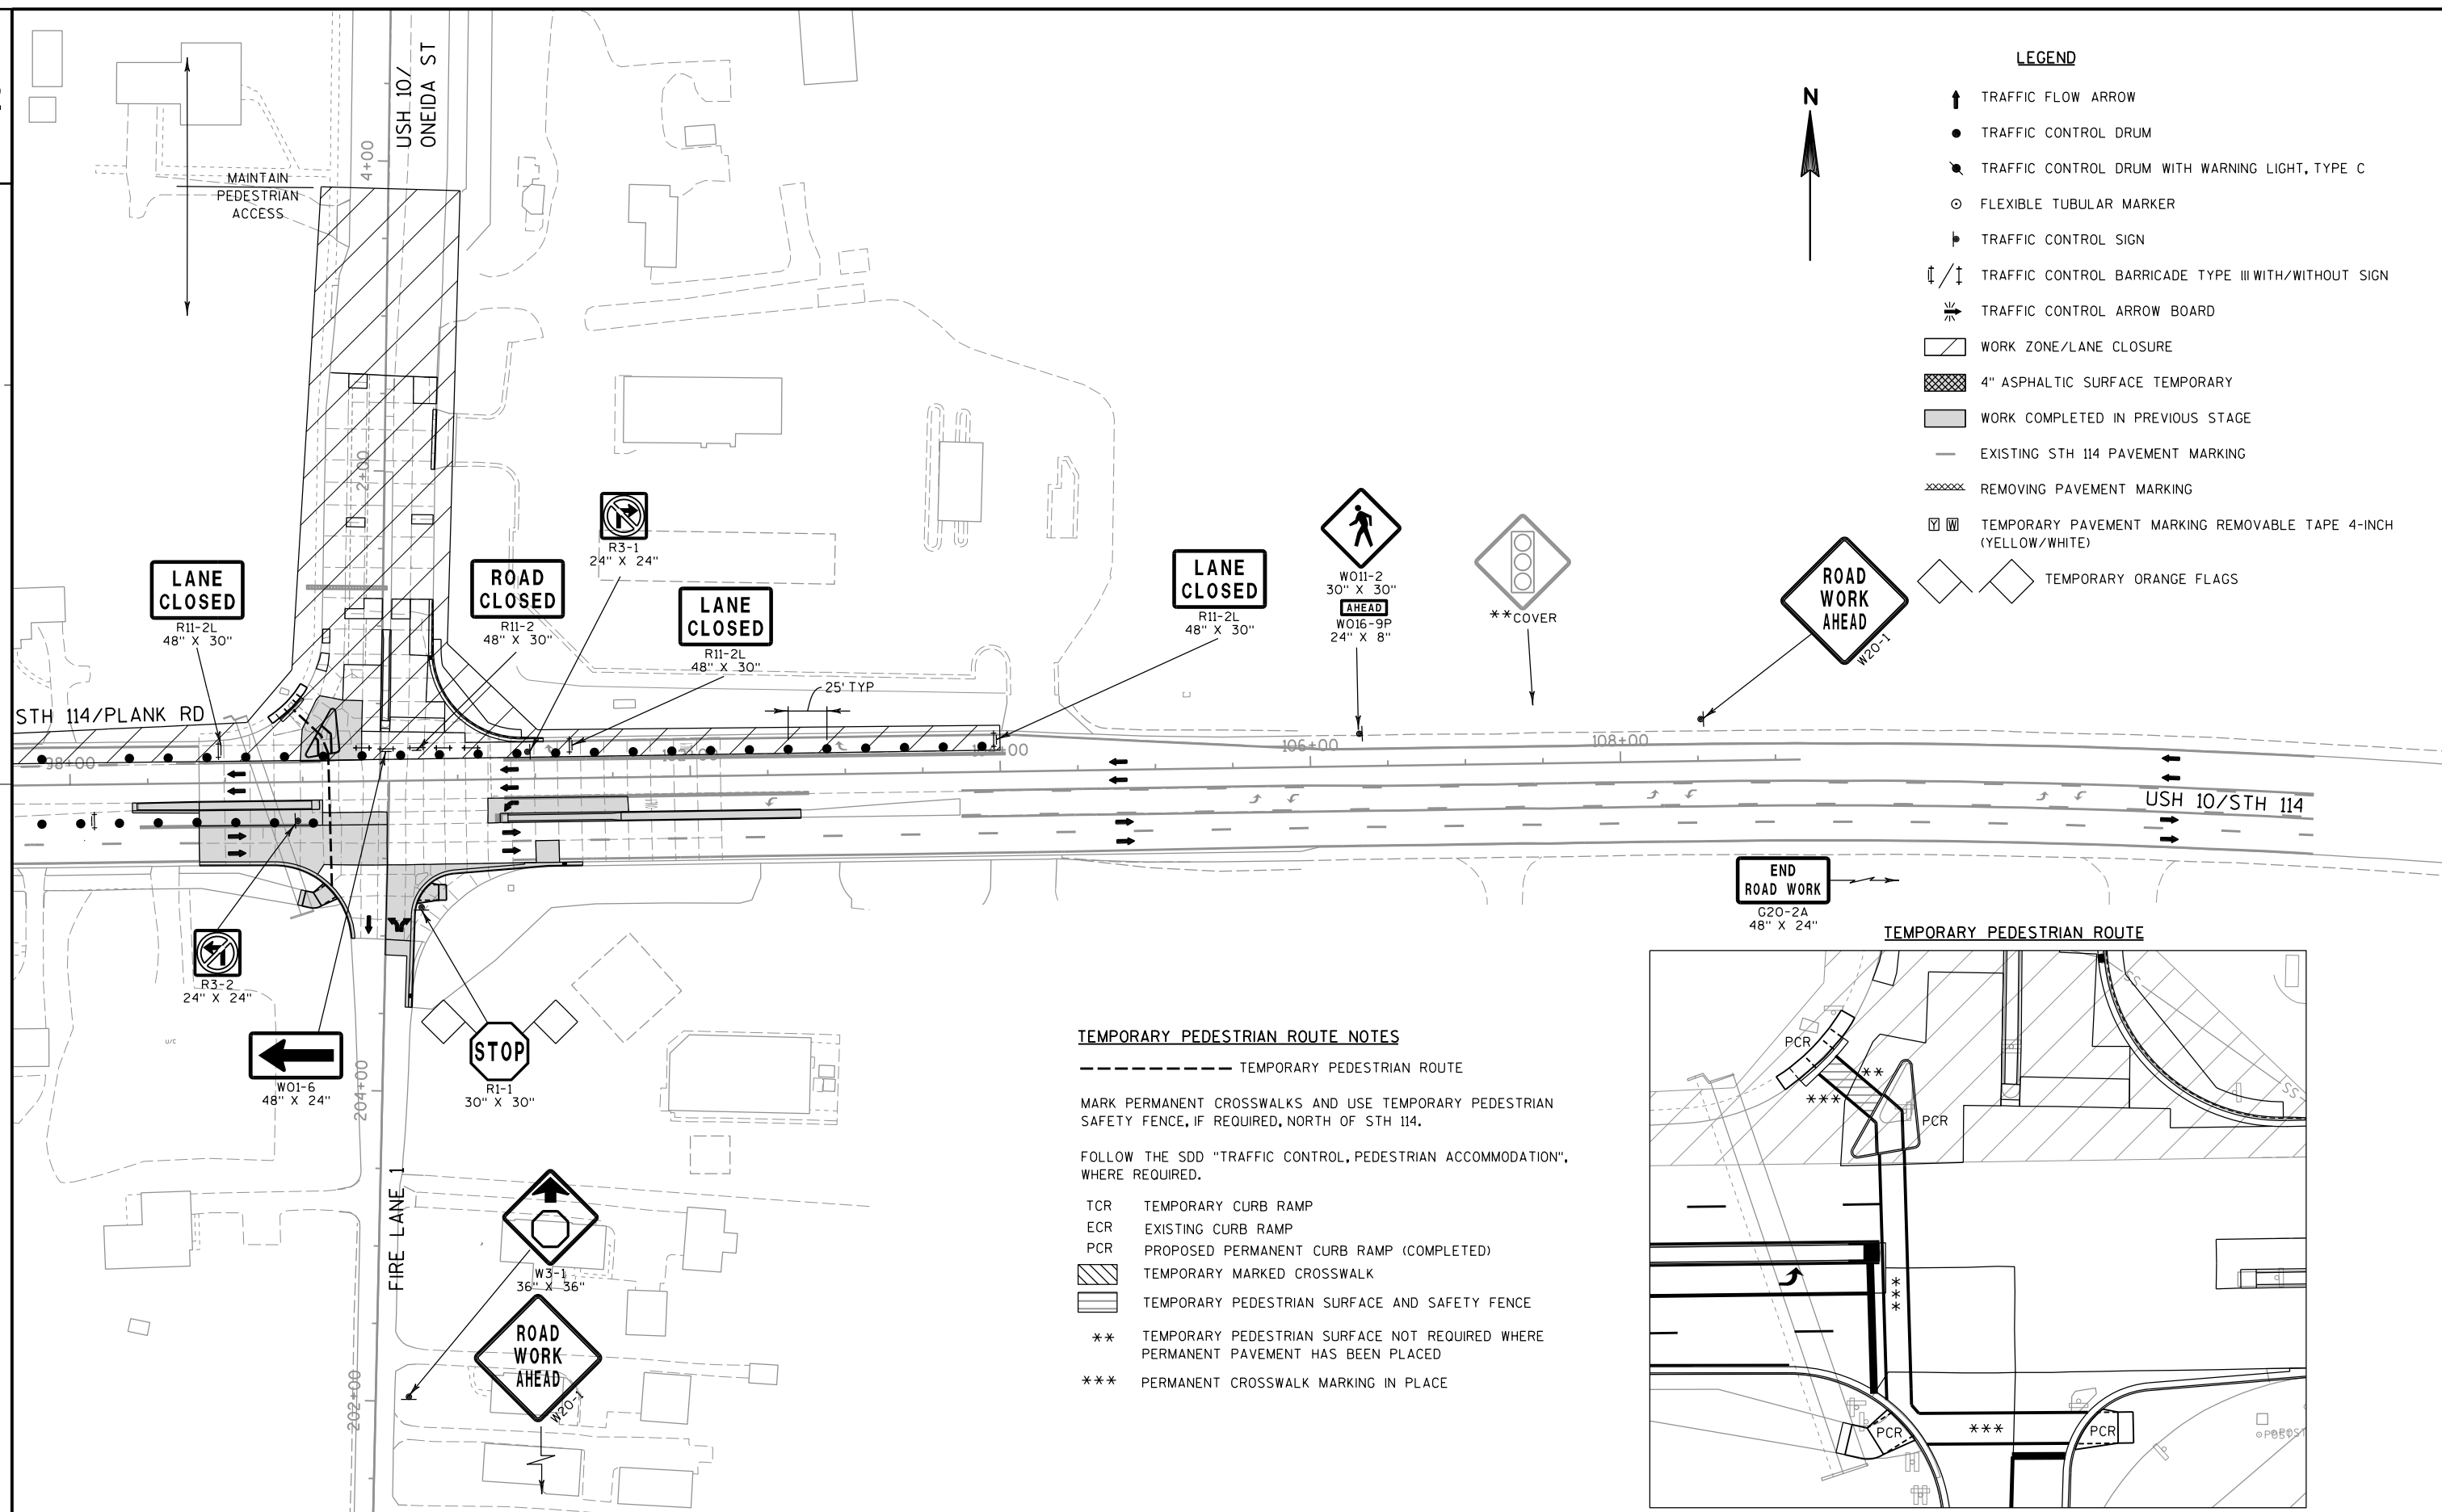 USH 10/
ONEIDA ST
4+00
MAINTAIN
PEDESTRIAN
ACCESS
2+00
N
LEGEND
TRAFFIC FLOW ARROW
TRAFFIC CONTROL DRUM
TRAFFIC CONTROL DRUM WITH WARNING LIGHT, TYPE C
FLEXIBLE TUBULAR MARKER
TRAFFIC CONTROL SIGN
TRAFFIC CONTROL BARRICADE TYPE III WITH/WITHOUT SIGN
TRAFFIC CONTROL ARROW BOARD
WORK ZONE/LANE CLOSURE
4" ASPHALTIC SURFACE TEMPORARY
WORK COMPLETED IN PREVIOUS STAGE
EXISTING STH 114 PAVEMENT MARKING
REMOVING PAVEMENT MARKING
Y W TEMPORARY PAVEMENT MARKING REMOVABLE TAPE 4-INCH
(YELLOW/WHITE)
TEMPORARY ORANGE FLAGS
LANE
CLOSED
R11-2L
48" X 30"
ROAD
CLOSED
R11-2
48" X 30"
R3-1
24" X 24"
LANE
CLOSED
R11-2L
48" X 30"
25' TYP
LANE
CLOSED
R11-2L
48" X 30"
WO11-2
30" X 30"
AHEAD
WO16-9P
24" X 8"
**COVER
ROAD
WORK
AHEAD
W20-1
STH 114/PLANK RD
98+00
106+00
108+00
USH 10/STH 114
END
ROAD WORK
G20-2A
48" X 24"
R3-2
24" X 24"
WO1-6
48" X 24"
STOP
R1-1
30" X 30"
204+00
FIRE LANE 1
W3-1
36" X 36"
ROAD
WORK
AHEAD
W20-1
202+00
TEMPORARY PEDESTRIAN ROUTE NOTES
TEMPORARY PEDESTRIAN ROUTE
MARK PERMANENT CROSSWALKS AND USE TEMPORARY PEDESTRIAN
SAFETY FENCE, IF REQUIRED, NORTH OF STH 114.
FOLLOW THE SDD "TRAFFIC CONTROL, PEDESTRIAN ACCOMMODATION",
WHERE REQUIRED.
TCR TEMPORARY CURB RAMP
ECR EXISTING CURB RAMP
PCR PROPOSED PERMANENT CURB RAMP (COMPLETED)
TEMPORARY MARKED CROSSWALK
TEMPORARY PEDESTRIAN SURFACE AND SAFETY FENCE
** TEMPORARY PEDESTRIAN SURFACE NOT REQUIRED WHERE
PERMANENT PAVEMENT HAS BEEN PLACED
*** PERMANENT CROSSWALK MARKING IN PLACE
TEMPORARY PEDESTRIAN ROUTE
PCR
**
***
PCR
SS
SS
***
PCR
***
PCR